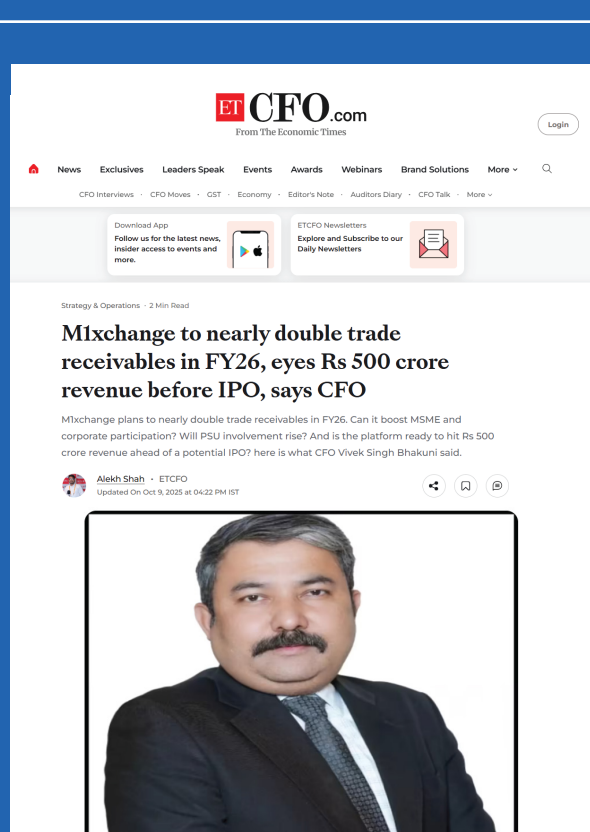 ET CFO.com
From The Economic Times
Login
News Exclusives Leaders Speak Events Awards Webinars Brand Solutions More
CFO Interviews · CFO Moves · GST · Economy · Editor's Note · Auditors Diary · CFO Talk · More
Download App
Follow us for the latest news,
insider access to events and
more.
ETCFO Newsletters
Explore and Subscribe to our
Daily Newsletters
Strategy & Operations · 2 Min Read
M1xchange to nearly double trade
receivables in FY26, eyes Rs 500 crore
revenue before IPO, says CFO
M1xchange plans to nearly double trade receivables in FY26. Can it boost MSME and
corporate participation? Will PSU involvement rise? And is the platform ready to hit Rs 500
crore revenue ahead of a potential IPO? here is what CFO Vivek Singh Bhakuni said.
Alekh Shah · ETCFO
Updated On Oct 9, 2025 at 04:22 PM IST